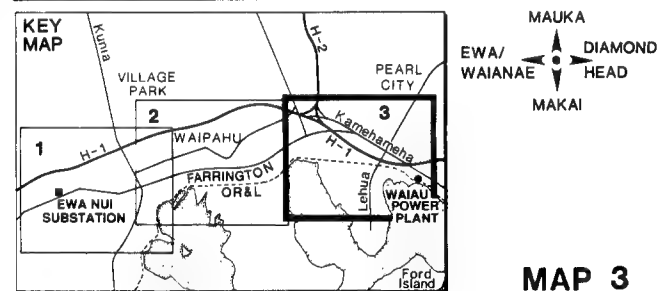 KEY
MAP
Kunia
H-2
VILLAGE
PARK
PEARL
CITY
1
2
3
WAIPAHU
H-1
Kamehameha
H-1
FARRINGTON
OR&L
EWA NUI
SUBSTATION
Lehua
WAIAU
POWER
PLANT
Ford
Island
MAUKA
EWA/
WAIANAE
DIAMOND
HEAD
MAKAI
MAP 3